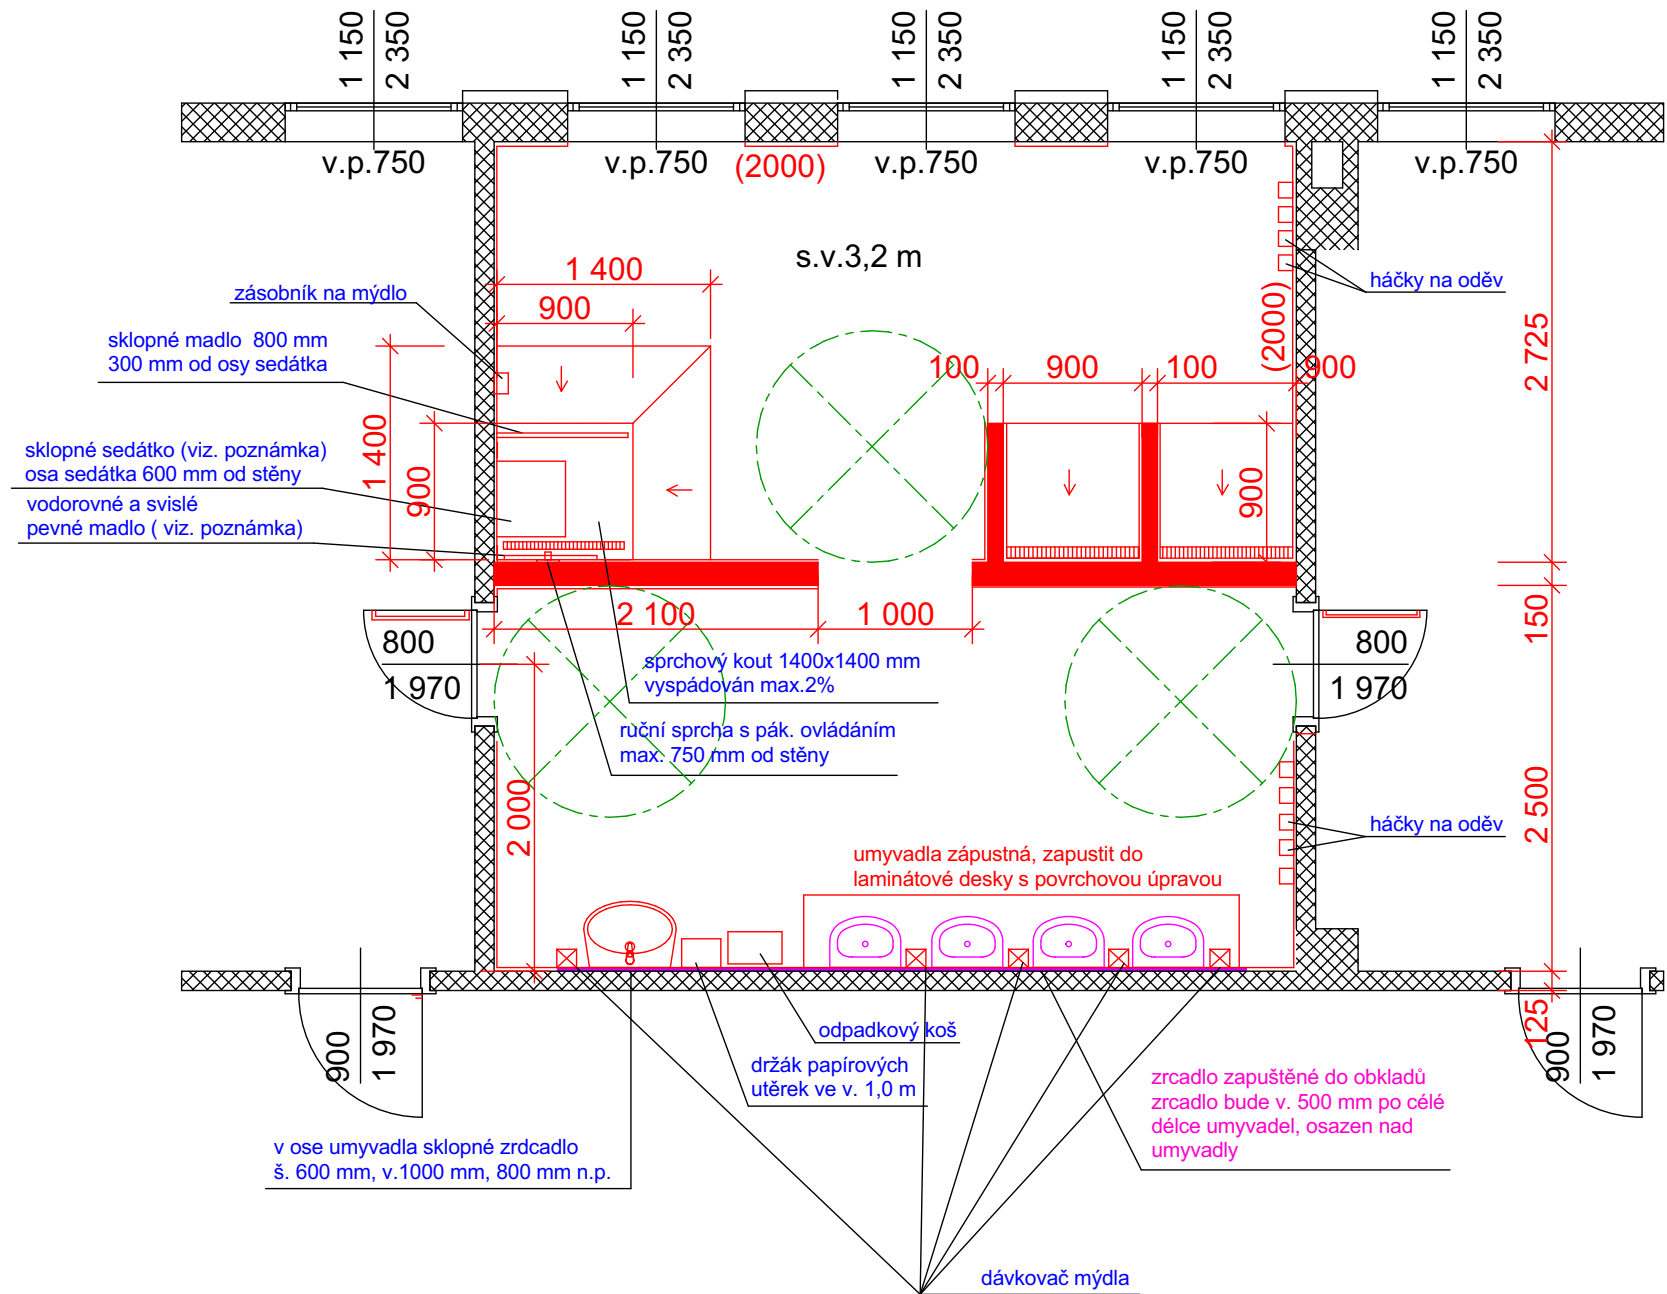 1 150
2 350
1 150
2 350
1 150
2 350
1 150
2 350
1 150
2 350
v.p.750
v.p.750
(2000)
v.p.750
v.p.750
v.p.750
s.v.3,2 m
1 400
900
zásobník na mýdlo
sklopné madlo 800 mm
300 mm od osy sedátka
sklopné sedátko (viz. poznámka)
osa sedátka 600 mm od stěny
vodorovné a svislé
pevné madlo ( viz. poznámka)
1 400
900
100
900
100
900
(2000)
900
háčky na oděv
2 725
150
2 500
125
2 100
1 000
800
1 970
800
1 970
sprchový kout 1400x1400 mm
vyspádován max.2%
ruční sprcha s pák. ovládáním
max. 750 mm od stěny
2 000
háčky na oděv
umyvadla zápustná, zapustit do
laminátové desky s povrchovou úpravou
900
1 970
900
1 970
odpadkový koš
držák papírových
utěrek ve v. 1,0 m
zrcadlo zapuštěné do obkladů
zrcadlo bude v. 500 mm po célé
délce umyvadel, osazen nad
umyvadly
v ose umyvadla sklopné zrdcadlo
š. 600 mm, v.1000 mm, 800 mm n.p.
dávkovač mýdla